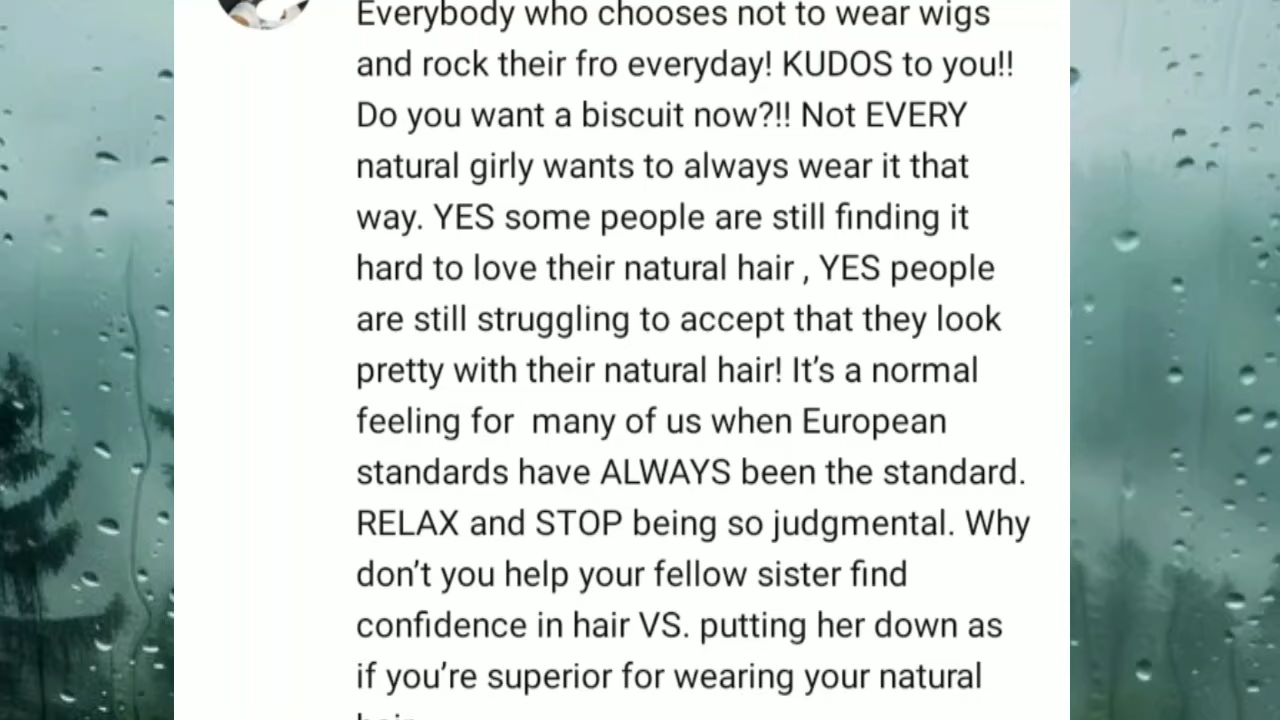 Everybody who chooses not to wear wigs
and rock their fro everyday! KUDOS to you!!
Do you want a biscuit now?!! Not EVERY
natural girly wants to always wear it that
way. YES some people are still finding it
hard to love their natural hair , YES people
are still struggling to accept that they look
pretty with their natural hair! It’s a normal
feeling for  many of us when European
standards have ALWAYS been the standard.
RELAX and STOP being so judgmental. Why
don’t you help your fellow sister find
confidence in hair VS. putting her down as
if you’re superior for wearing your natural